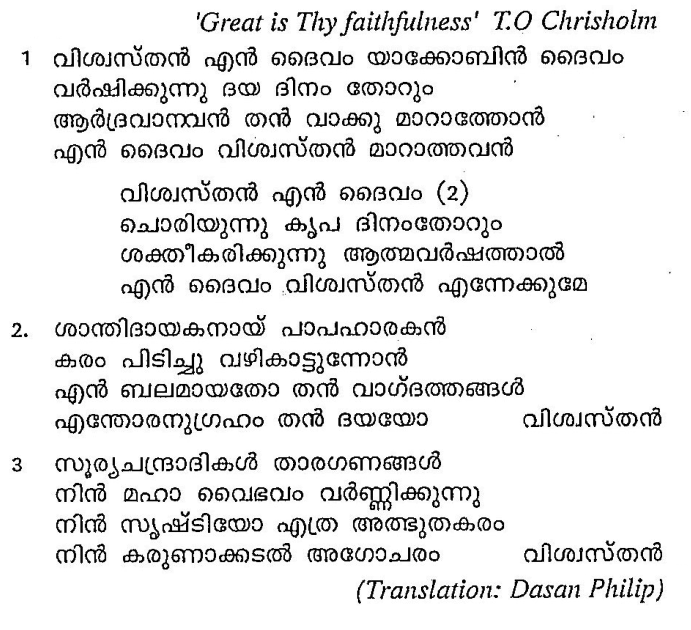 'Great is Thy faithfulness' T.O Chrisholm
1 വിശ്വസ്തൻ എൻ ദൈവം യാക്കോബിൻ ദൈവം
വർഷിക്കുന്നു ദയ ദിനം തോറും
ആർദ്രവാനവൻ തൻ വാക്കു മാറാത്തോൻ
എൻ ദൈവം വിശ്വസ്തൻ മാറാത്തവൻ
വിശ്വസ്തൻ എൻ ദൈവം (2)
ചൊരിയുന്നു കൃപ ദിനംതോറും
ശക്തീകരിക്കുന്നു ആത്മവർഷത്താൽ
എൻ ദൈവം വിശ്വസ്തൻ എന്നേക്കുമേ
2. ശാന്തിദായകനായ് പാപഹാരകൻ
കരം പിടിച്ചു വഴികാട്ടുന്നോൻ
എൻ ബലമായതോ തൻ വാഗ്ദത്തങ്ങൾ
എന്തോരനുഗ്രഹം തൻ ദയയോ വിശ്വസ്തൻ
3 സൂര്യചന്ദ്രാദികൾ താരഗണങ്ങൾ
നിൻ മഹാ വൈഭവം വർണ്ണിക്കുന്നു
നിൻ സൃഷ്ടിയോ എത്ര അത്ഭുതകരം
നിൻ കരുണാക്കടൽ അഗോചരം വിശ്വസ്തൻ
(Translation: Dasan Philip)